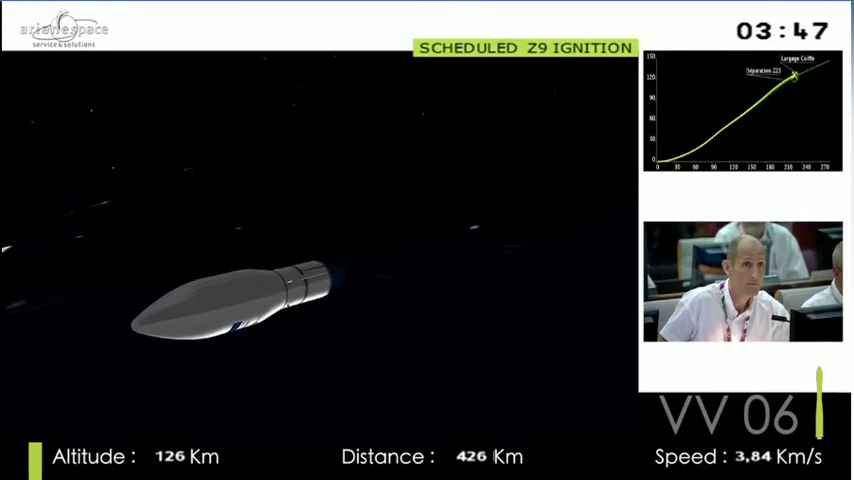 arianespace
service & solutions
03:47
SCHEDULED Z9 IGNITION
150
120
90
60
30
0
Largage Coiffe
Séparation Z23
0 30 60 90 120 150 180 210 240 270
VV 06
Altitude : 126 Km
Distance : 426 Km
Speed : 3,84 Km/s